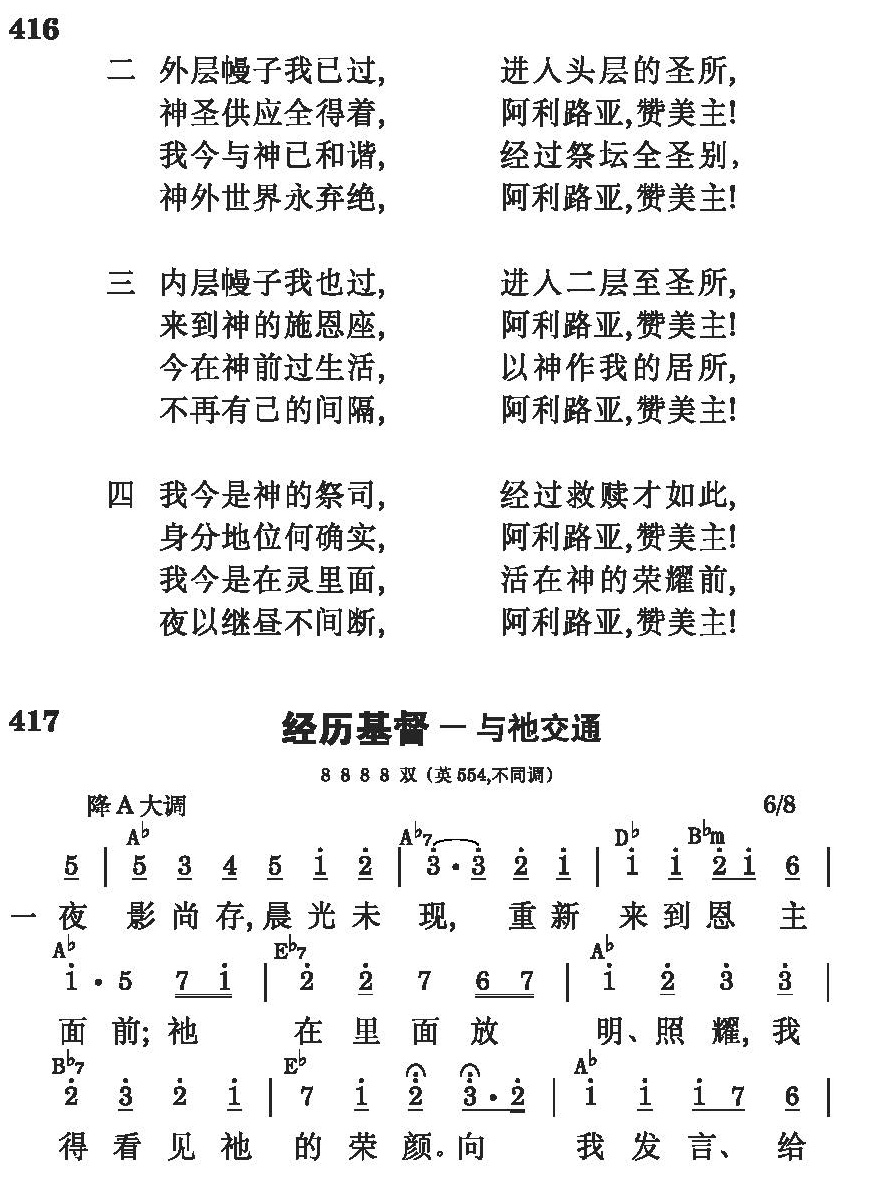 416
二 外层幔子我已过, 进入头层的圣所,
神圣供应全得着, 阿利路亚,赞美主!
我今与神已和谐, 经过祭坛全圣别,
神外世界永弃绝, 阿利路亚,赞美主!
三 内层幔子我也过, 进入二层至圣所,
来到神的施恩座, 阿利路亚,赞美主!
今在神前过生活, 以神作我的居所,
不再有己的间隔, 阿利路亚,赞美主!
四 我今是神的祭司, 经过救赎才如此,
身分地位何确实, 阿利路亚,赞美主!
我今是在灵里面, 活在神的荣耀前,
夜以继昼不间断, 阿利路亚,赞美主!
417 经历基督—与祂交通
8 8 8 8 双(英554,不同调)
降A大调 6/8
A♭ A♭7 D♭ B♭m
5 | 5 3 4 5 i 2 | 3·3 2 i | i i 2 i 6 |
一 夜 影尚存,晨光未 现, 重新 来到恩 主
A♭ E♭7 A♭
i·5 7 i | 2 2 7 6 7 | i 2 3 3 |
面 前; 祂 在里面放 明、照耀,我
B♭7 E♭ A♭
2 3 2 i | 7 i 2 3·2 | i i i 7 6 |
得看见祂 的荣颜。向 我发言、给